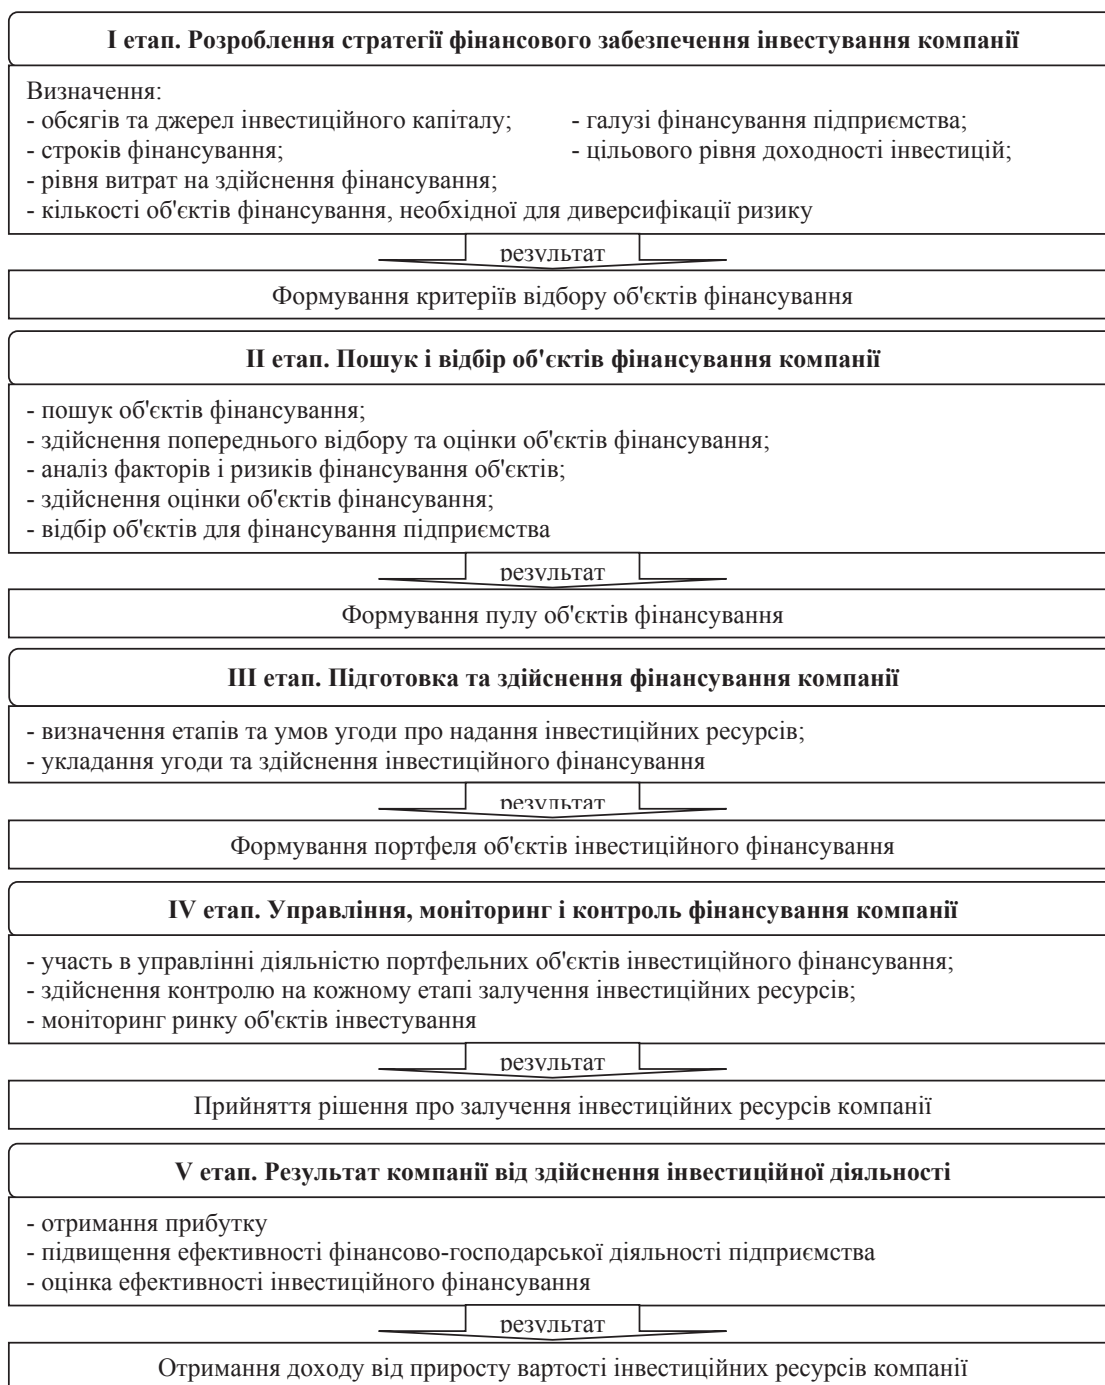 I етап. Розроблення стратегії фінансового забезпечення інвестування компанії
Визначення:
- обсягів та джерел інвестиційного капіталу; - галузі фінансування підприємства;
- строків фінансування; - цільового рівня доходності інвестицій;
- рівня витрат на здійснення фінансування;
- кількості об'єктів фінансування, необхідної для диверсифікації ризику
результат
Формування критеріїв відбору об'єктів фінансування
II етап. Пошук і відбір об'єктів фінансування компанії
- пошук об'єктів фінансування;
- здійснення попереднього відбору та оцінки об'єктів фінансування;
- аналіз факторів і ризиків фінансування об'єктів;
- здійснення оцінки об'єктів фінансування;
- відбір об'єктів для фінансування підприємства
результат
Формування пулу об'єктів фінансування
III етап. Підготовка та здійснення фінансування компанії
- визначення етапів та умов угоди про надання інвестиційних ресурсів;
- укладання угоди та здійснення інвестиційного фінансування
результат
Формування портфеля об'єктів інвестиційного фінансування
IV етап. Управління, моніторинг і контроль фінансування компанії
- участь в управлінні діяльністю портфельних об'єктів інвестиційного фінансування;
- здійснення контролю на кожному етапі залучення інвестиційних ресурсів;
- моніторинг ринку об'єктів інвестування
результат
Прийняття рішення про залучення інвестиційних ресурсів компанії
V етап. Результат компанії від здійснення інвестиційної діяльності
- отримання прибутку
- підвищення ефективності фінансово-господарської діяльності підприємства
- оцінка ефективності інвестиційного фінансування
результат
Отримання доходу від приросту вартості інвестиційних ресурсів компанії